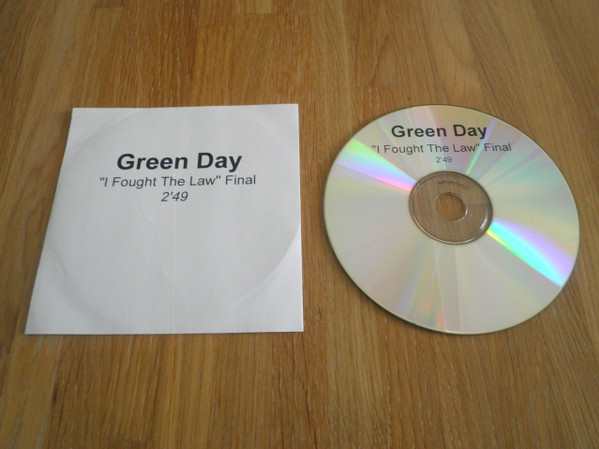 Green Day
"I Fought The Law" Final
2'49
Green Day
"I Fought The Law" Final
2'49